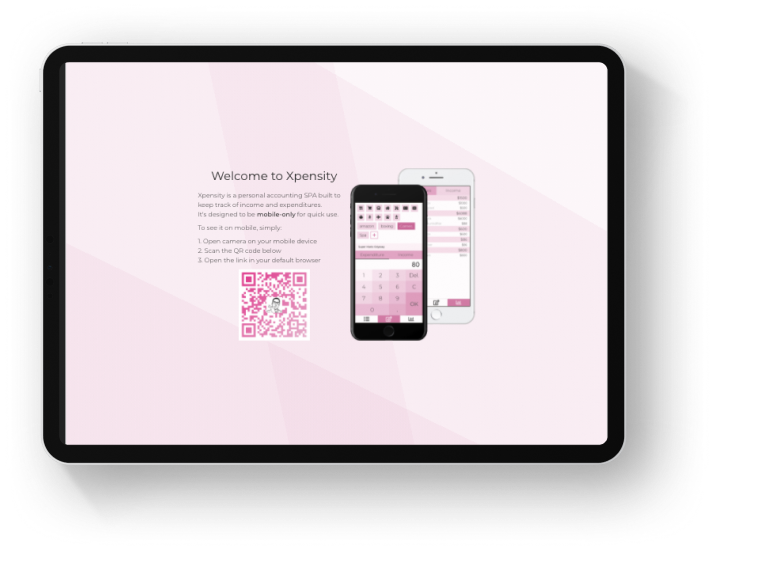 Welcome to Xpensity
Xpensity is a personal accounting SPA built to
keep track of income and expenditures.
It's designed to be mobile-only for quick use.
To see it on mobile, simply:
1. Open camera on your mobile device
2. Scan the QR code below
3. Open the link in your default browser
80
1 2 3 Del
4 5 6 C
7 8 9
OK
0 .